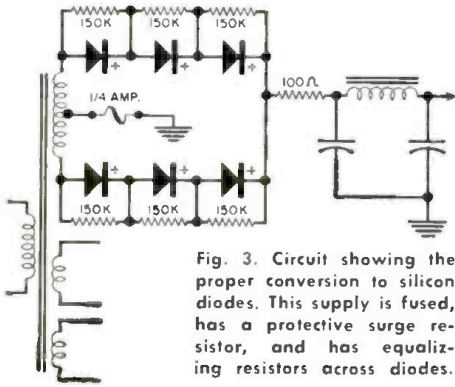 150K 150K 150K
+ + +
1/4 AMP.
100Ω
+ + +
150K 150K 150K
Fig. 3. Circuit showing the
proper conversion to silicon
diodes. This supply is fused,
has a protective surge re-
sistor, and has equaliz-
ing resistors across diodes.